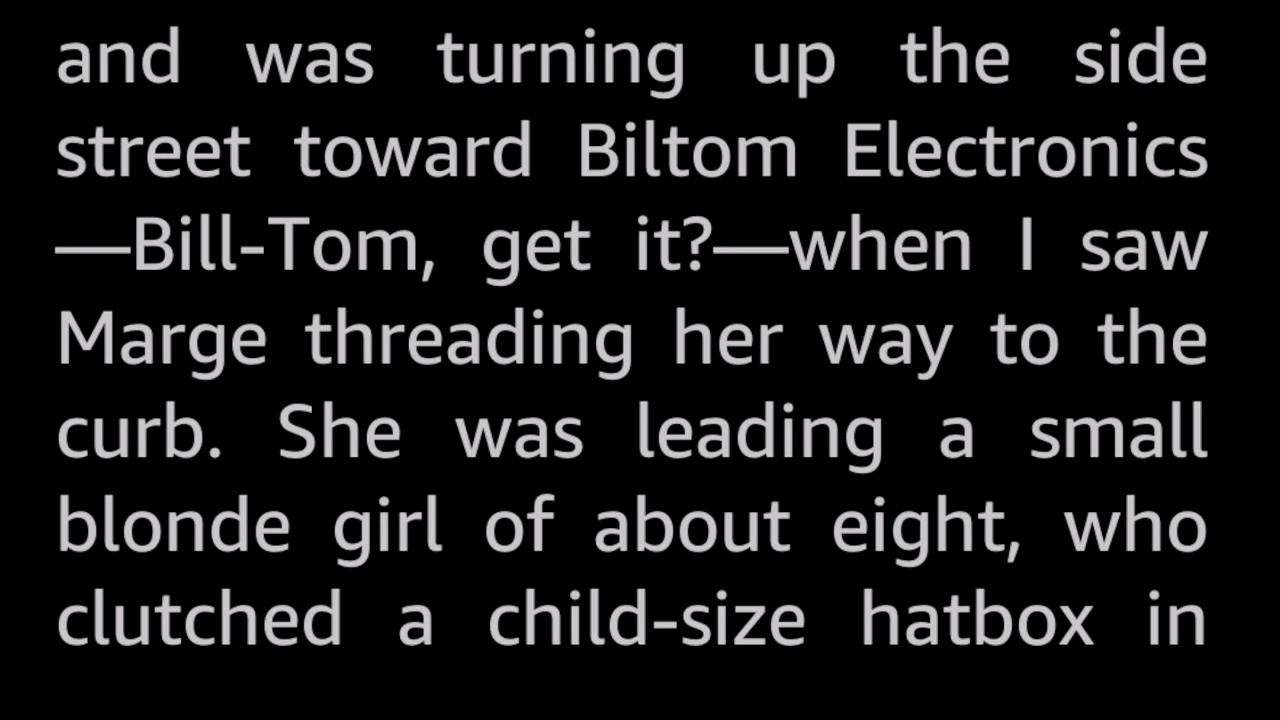 and was turning up the side
street toward Biltom Electronics
—Bill-Tom, get it?—when I saw
Marge threading her way to the
curb. She was leading a small
blonde girl of about eight, who
clutched a child-size hatbox in